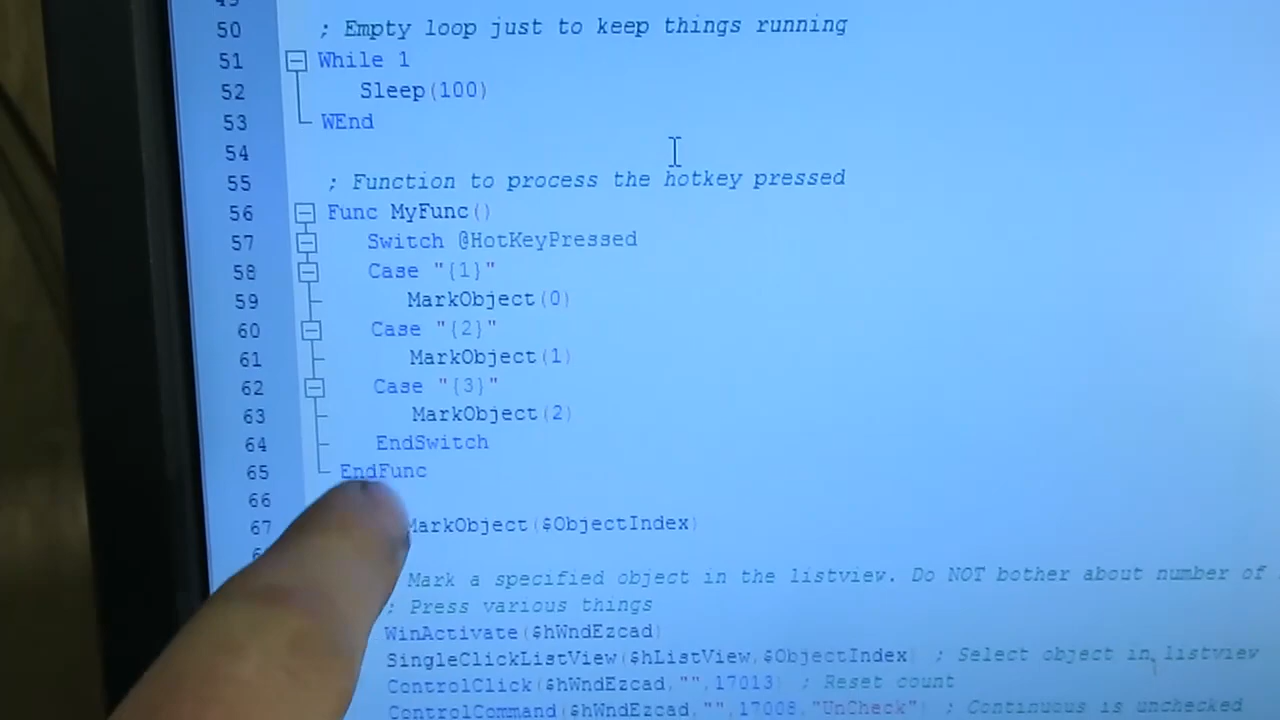 50 ; Empty loop just to keep things running
51 While 1
52 Sleep(100)
53 WEnd
54
55 ; Function to process the hotkey pressed
56 Func MyFunc()
57 Switch @HotKeyPressed
58 Case "{1}"
59 MarkObject(0)
60 Case "{2}"
61 MarkObject(1)
62 Case "{3}"
63 MarkObject(2)
64 EndSwitch
65 EndFunc
66
67 MarkObject($ObjectIndex)
Mark a specified object in the listview. Do NOT bother about number of
; Press various things
WinActivate($hWndEzcad)
SingleClickListView($hListView,$ObjectIndex) ; Select object in listview
ControlClick($hWndEzcad,"",17013) ; Reset count
ControlCommand($hWndEzcad,"",17008,"UnCheck") ; Continuous is unchecked